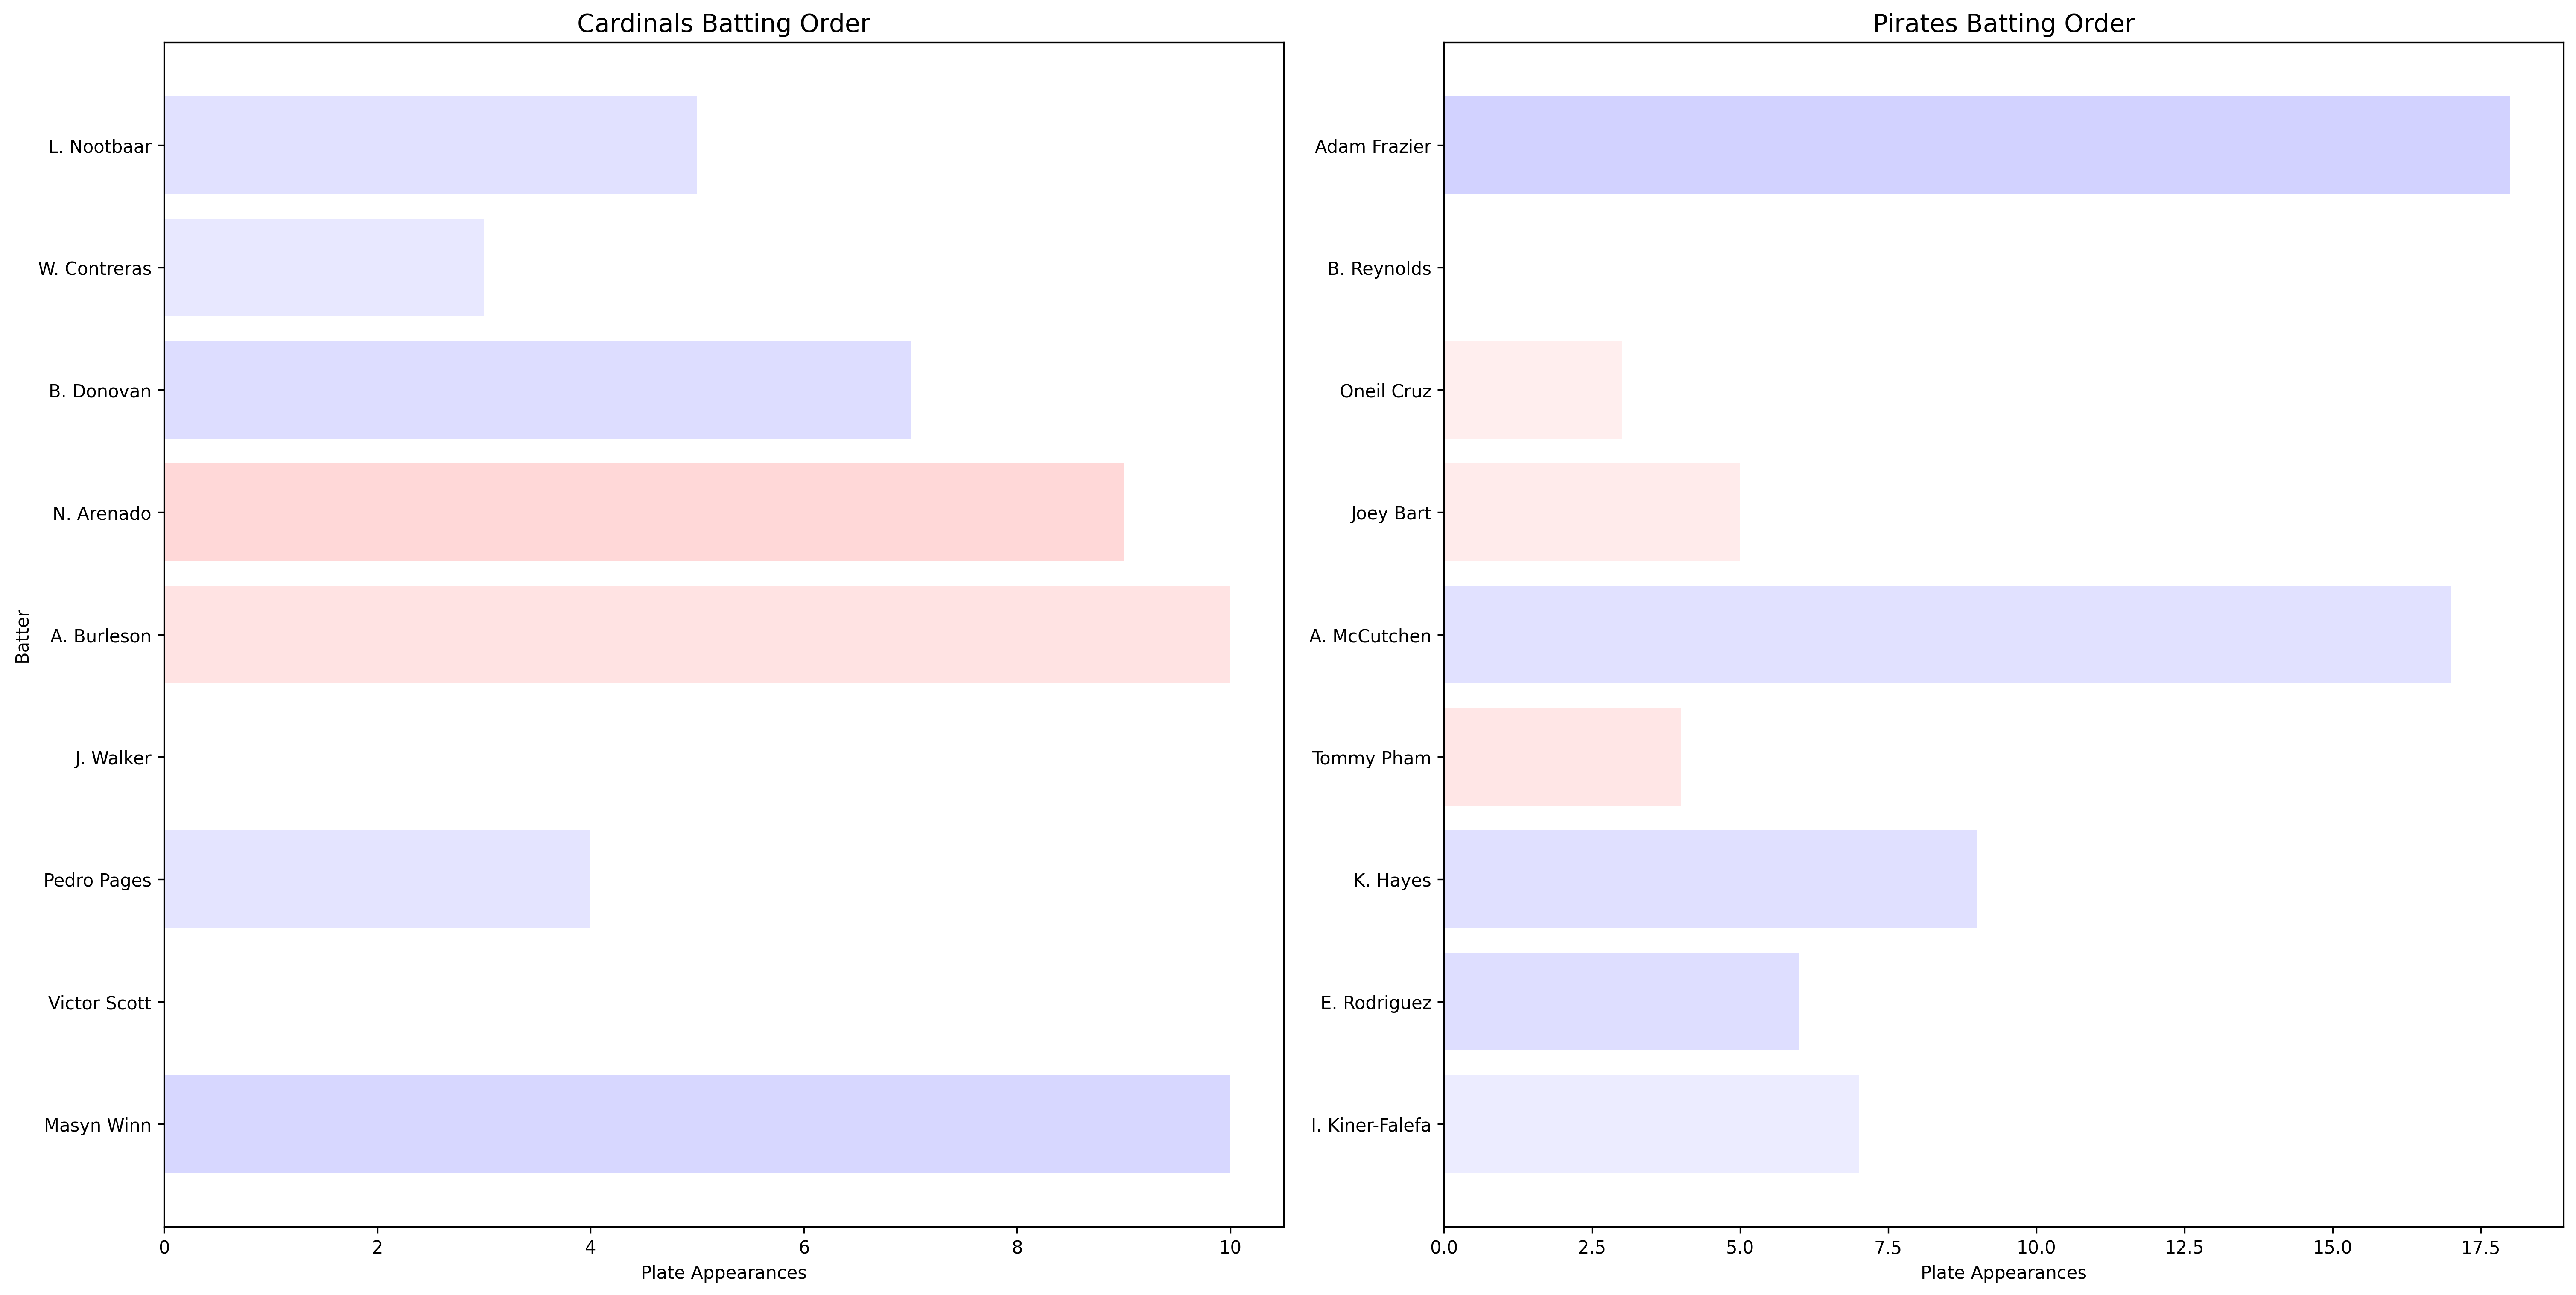 Cardinals Batting Order
Batter
L. Nootbaar
W. Contreras
B. Donovan
N. Arenado
A. Burleson
J. Walker
Pedro Pages
Victor Scott
Masyn Winn
0 2 4 6 8 10
Plate Appearances
Pirates Batting Order
Adam Frazier
B. Reynolds
Oneil Cruz
Joey Bart
A. McCutchen
Tommy Pham
K. Hayes
E. Rodriguez
I. Kiner-Falefa
0.0 2.5 5.0 7.5 10.0 12.5 15.0 17.5
Plate Appearances